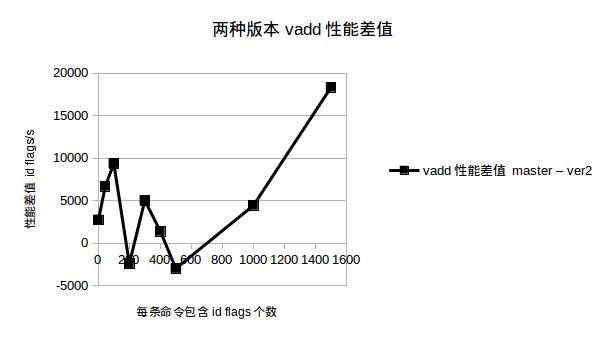 两种版本 vadd 性能差值
20000
15000
10000
5000
0
-5000
0 200 400 600 800 1000 1200 1400 1600
性能差值 id flags/s
每条命令包含 id flags 个数
vadd 性能差值 master – ver2